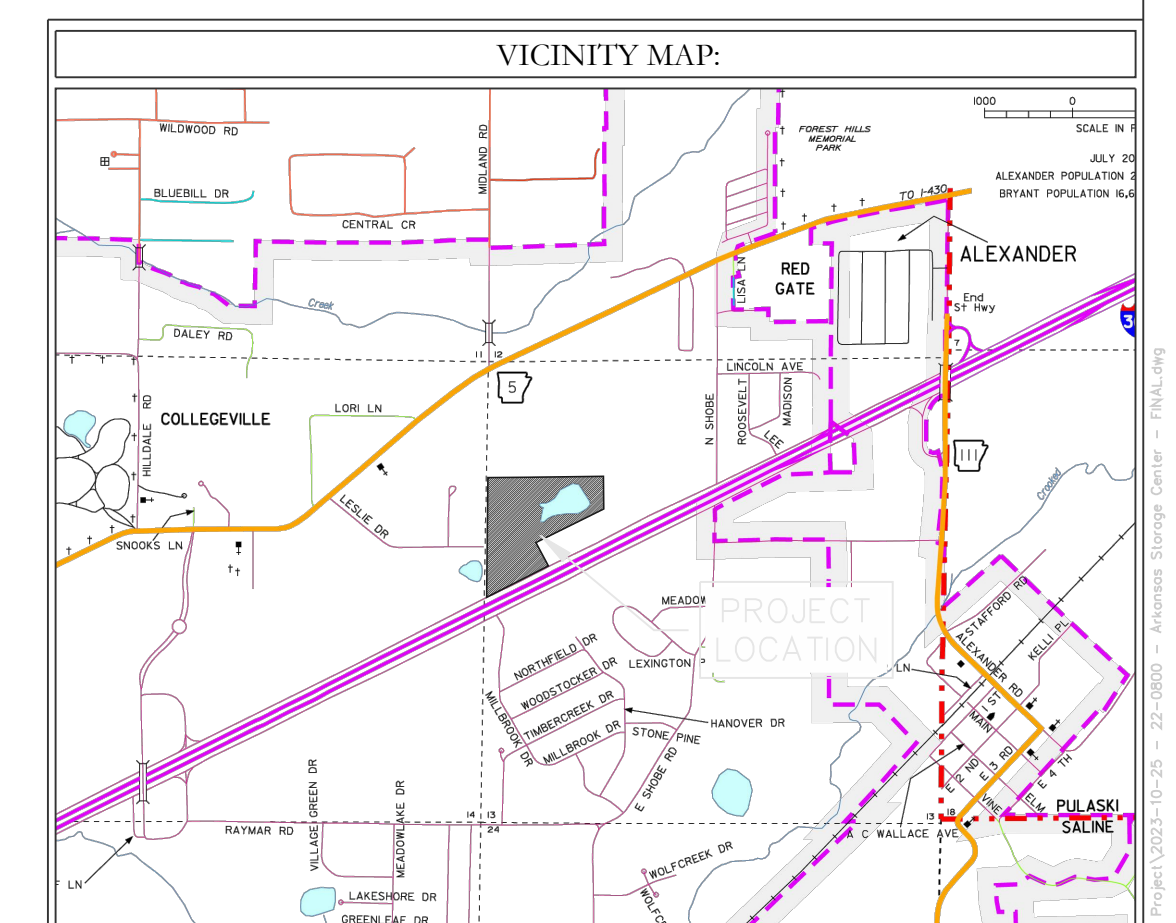 VICINITY MAP:
1000 0
SCALE IN F
JULY 20
ALEXANDER POPULATION 2
BRYANT POPULATION 16,6
WILDWOOD RD
BLUEBILL DR
CENTRAL CR
MIDLAND RD
FOREST HILLS
MEMORIAL
PARK
TO I-430
ALEXANDER
RED
GATE
LISA LN
End
St Hwy
Creek
DALEY RD
11 12
7
5
LINCOLN AVE
N SHOBE
ROOSEVELT
MADISON
LEE
COLLEGEVILLE
LORI LN
HILLDALE RD
LESLIE DR
SNOOKS LN
111
Crooked
PROJECT
LOCATION
MEADOW
LEXINGTON P
NORTHFIELD DR
WOODSTOCKER DR
TIMBERCREEK DR
MILLBROOK DR
MILLBROOK DR
HANOVER DR
STONE PINE
E SHOBE RD
STAFFORD RD
ALEXANDER RD
KELLI PL
LN
1 ST
MAIN
E 2 ND
E 3 RD
E 4 TH
VINE
ELM
A C WALLACE AVE
PULASKI
SALINE
13 18
14 13
24
RAYMAR RD
VILLAGE GREEN DR
MEADOWLAKE DR
WOLFCREEK DR
WOLFC
F LN
LAKESHORE DR
GREENLEAF DR
Project\2023-10-25 - 22-0800 - Arkansas Storage Center - FINAL.dwg